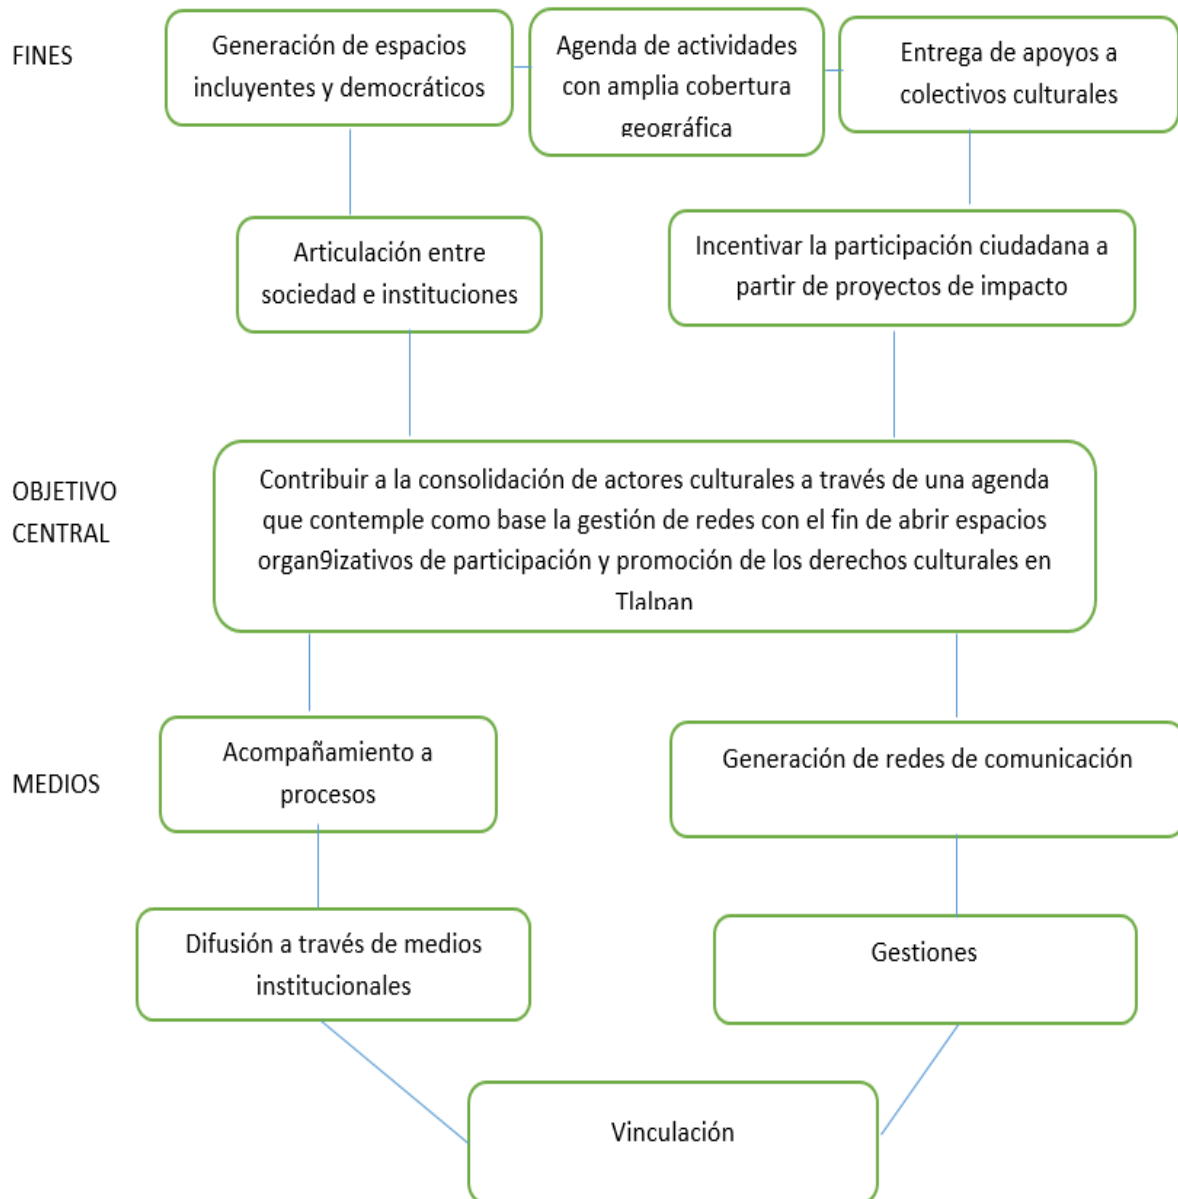 FINES
Generación de espacios
incluyentes y democráticos
Agenda de actividades
con amplia cobertura
geográfica
Entrega de apoyos a
colectivos culturales
Articulación entre
sociedad e instituciones
Incentivar la participación ciudadana a
partir de proyectos de impacto
OBJETIVO
CENTRAL
Contribuir a la consolidación de actores culturales a través de una agenda
que contemple como base la gestión de redes con el fin de abrir espacios
organ9izativos de participación y promoción de los derechos culturales en
Tlalpan
MEDIOS
Acompañamiento a
procesos
Generación de redes de comunicación
Difusión a través de medios
institucionales
Gestiones
Vinculación